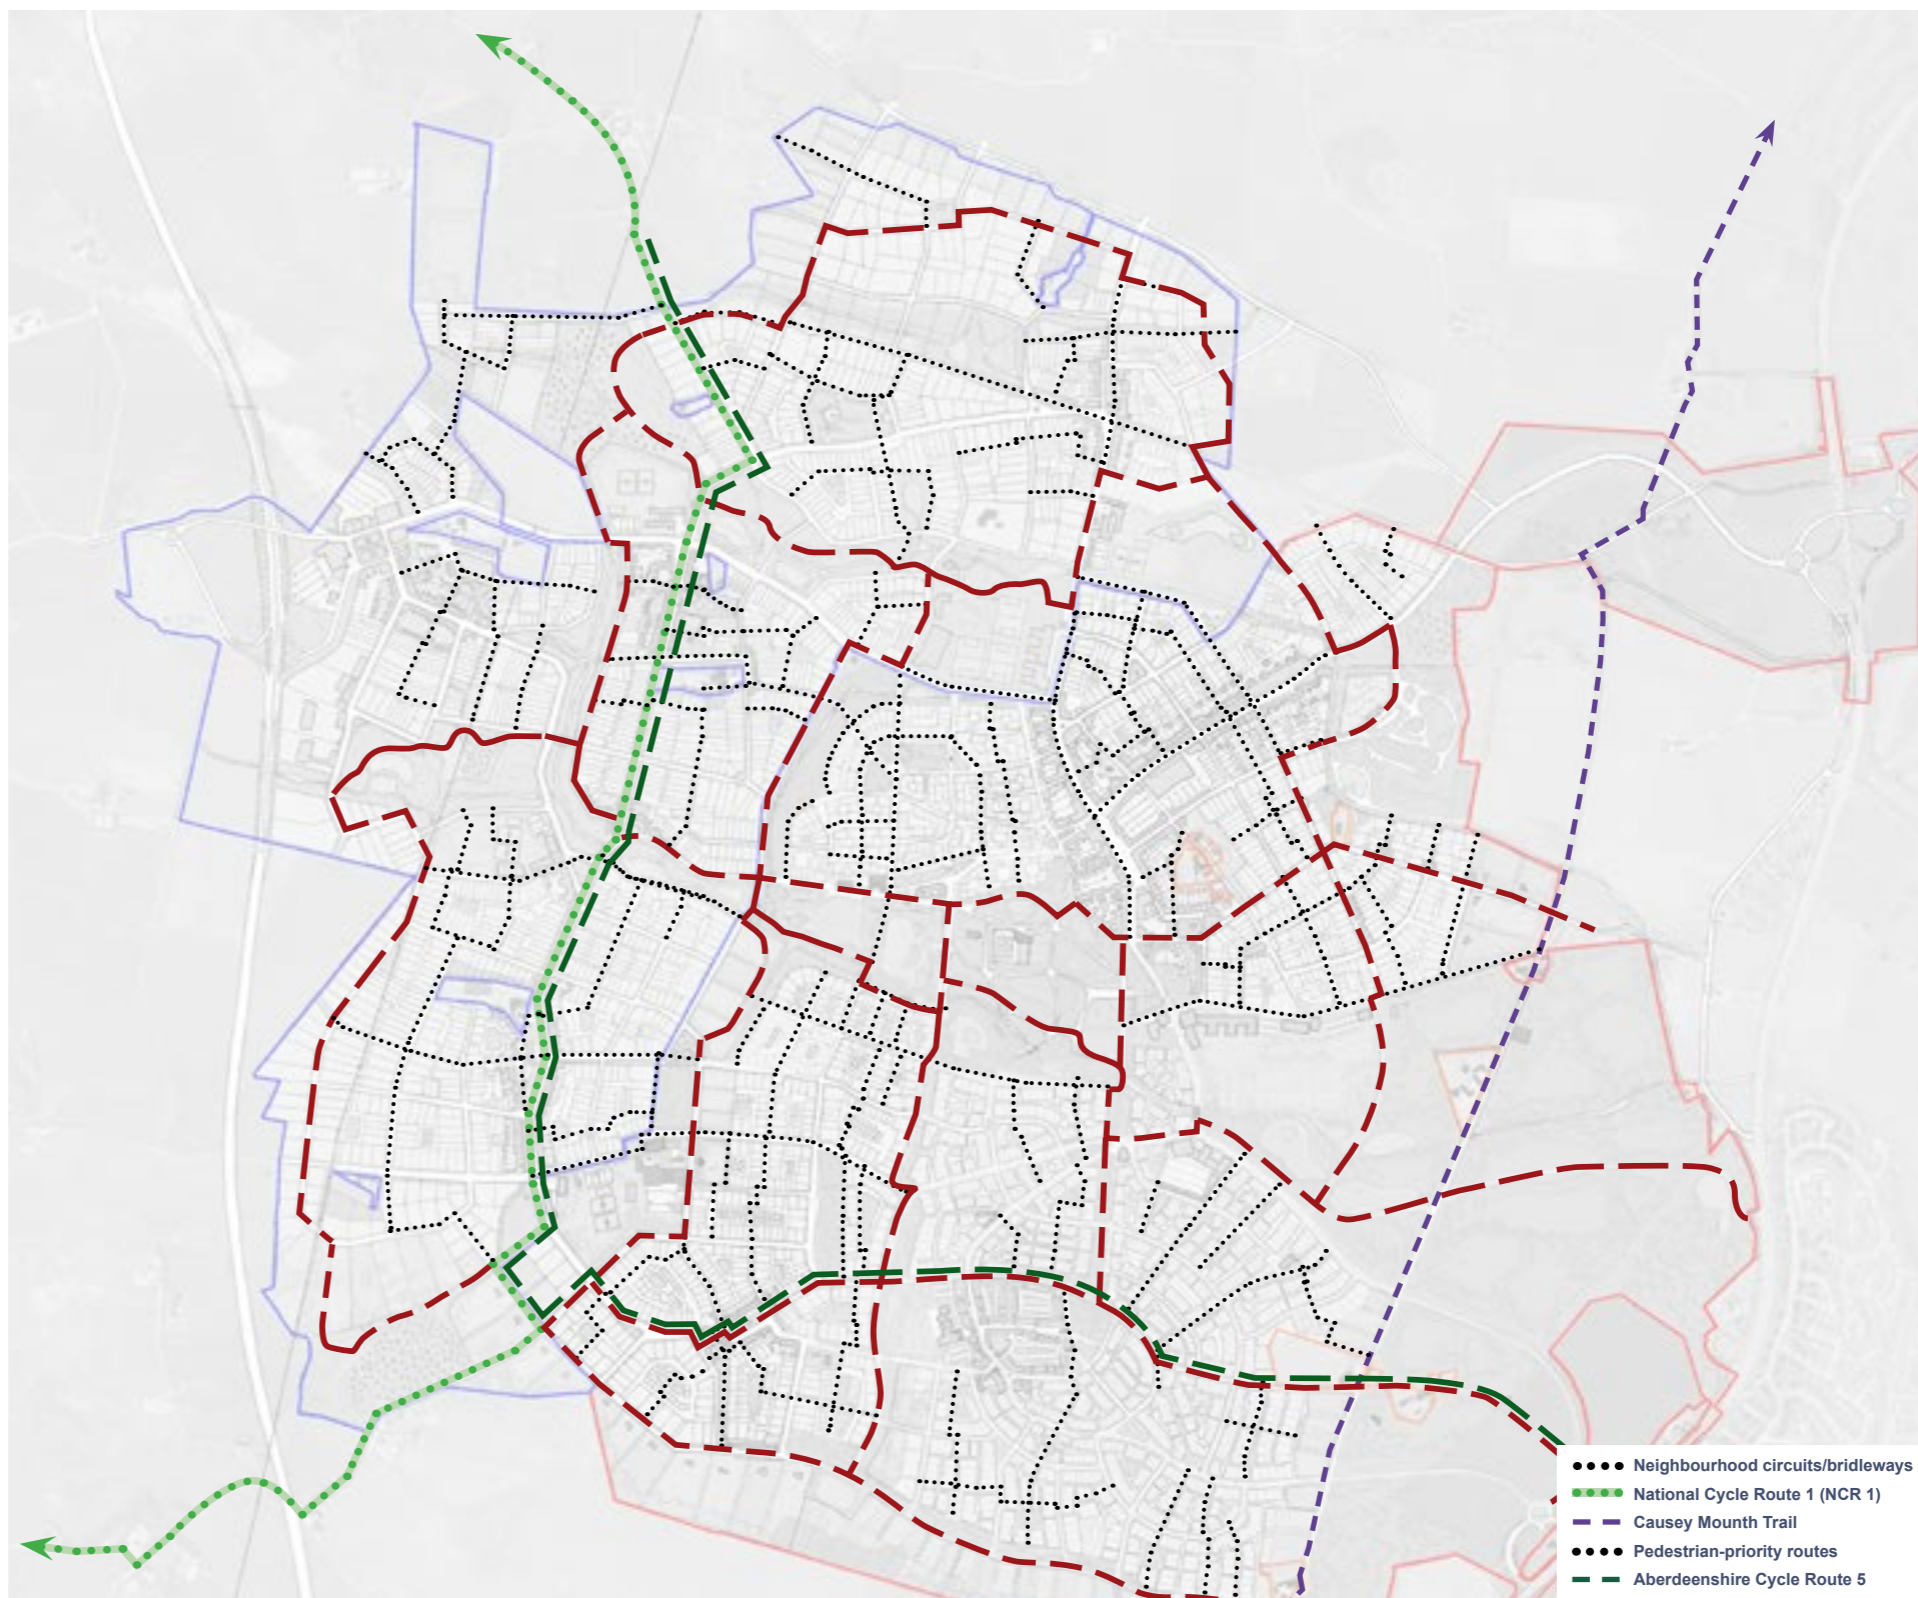 Neighbourhood circuits/bridleways
National Cycle Route 1 (NCR 1)
Causey Mounth Trail
Pedestrian-priority routes
Aberdeenshire Cycle Route 5